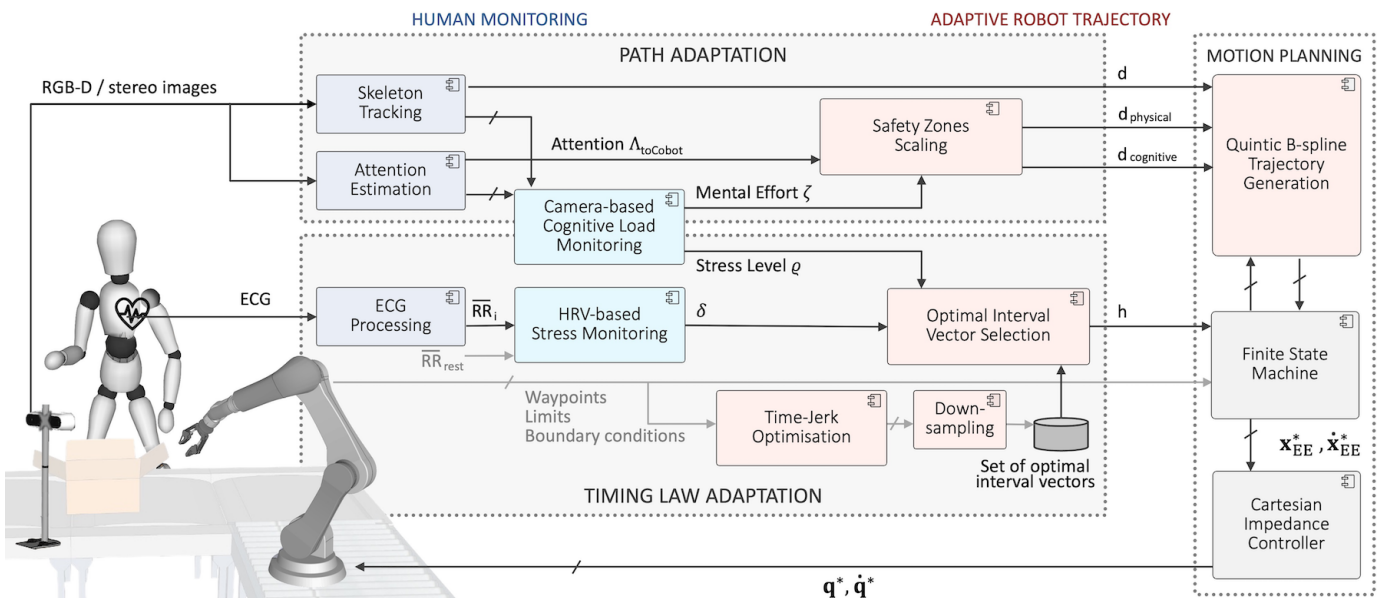 HUMAN MONITORING
ADAPTIVE ROBOT TRAJECTORY
PATH ADAPTATION
MOTION PLANNING
RGB-D / stereo images
Skeleton
Tracking
d
Attention Λtocobot
Safety Zones
Scaling
d physical
d cognitive
Quintic B-spline
Trajectory
Generation
Attention
Estimation
Camera-based
Cognitive Load
Monitoring
Mental Effort ζ
Stress Level ϱ
ECG
ECG
Processing
R̅R̅i
R̅R̅rest
HRV-based
Stress Monitoring
δ
Optimal Interval
Vector Selection
h
Finite State
Machine
Waypoints
Limits
Boundary conditions
Time-Jerk
Optimisation
Down-
sampling
Set of optimal
interval vectors
TIMING LAW ADAPTATION
x*EE , ẋ*EE
Cartesian
Impedance
Controller
q*, q̇*